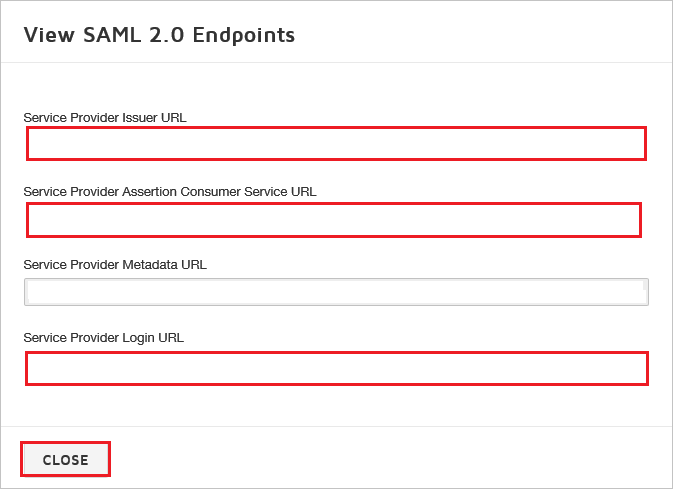 View SAML 2.0 Endpoints
Service Provider Issuer URL
Service Provider Assertion Consumer Service URL
Service Provider Metadata URL
Service Provider Login URL
CLOSE